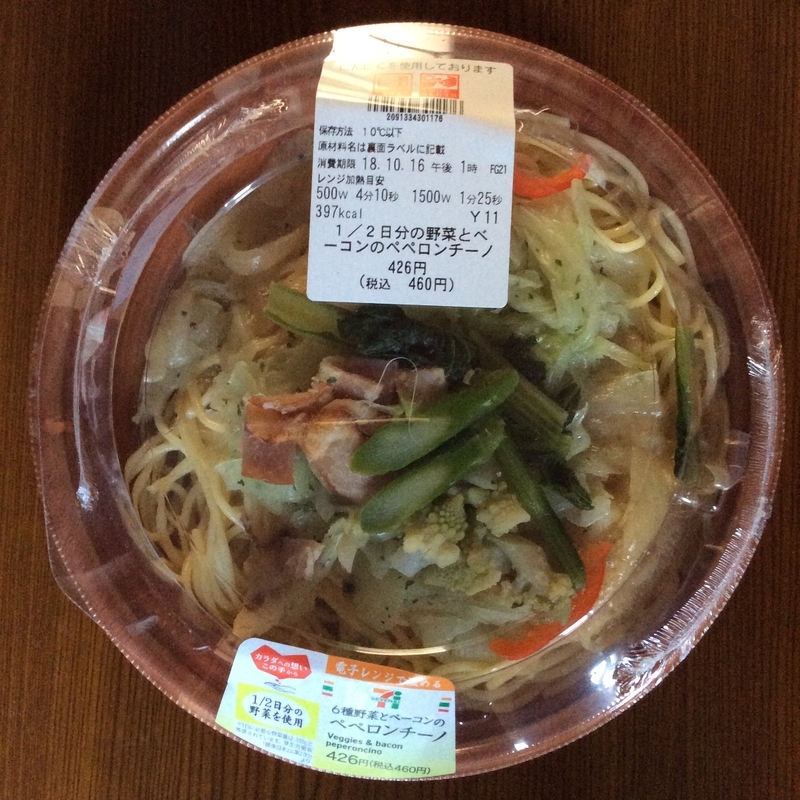 を使用しております
2091334301176
保存方法 10℃以下
原材料名は裏面ラベルに記載
消費期限 18.10.16 午後 1時 FG21
レンジ加熱目安
500W 4分10秒 1500W 1分25秒
397kcal Y11
1/2日分の野菜とベ
ーコンのペペロンチーノ
426円
(税込 460円)
カラダへの想い
この手から
1/2日分の
野菜を使用
電子レンジで
6種野菜とベーコンの
ペペロンチーノ
Veggies & bacon
peperoncino
426円(税込460円)